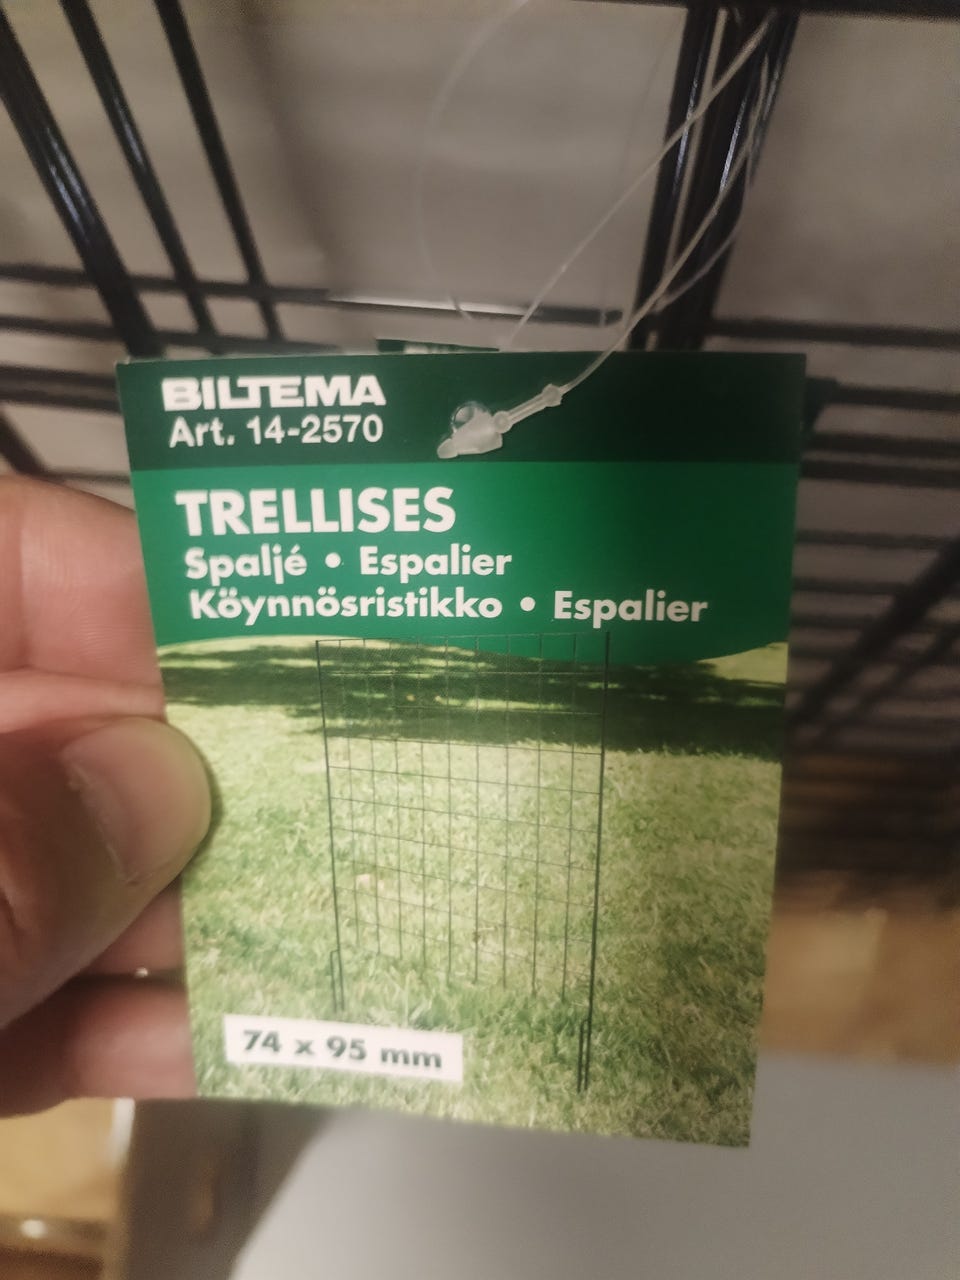 BILTEMA
Art. 14-2570
TRELLISES
Spaljé • Espalier
Köynnösristikko • Espalier
74 x 95 mm